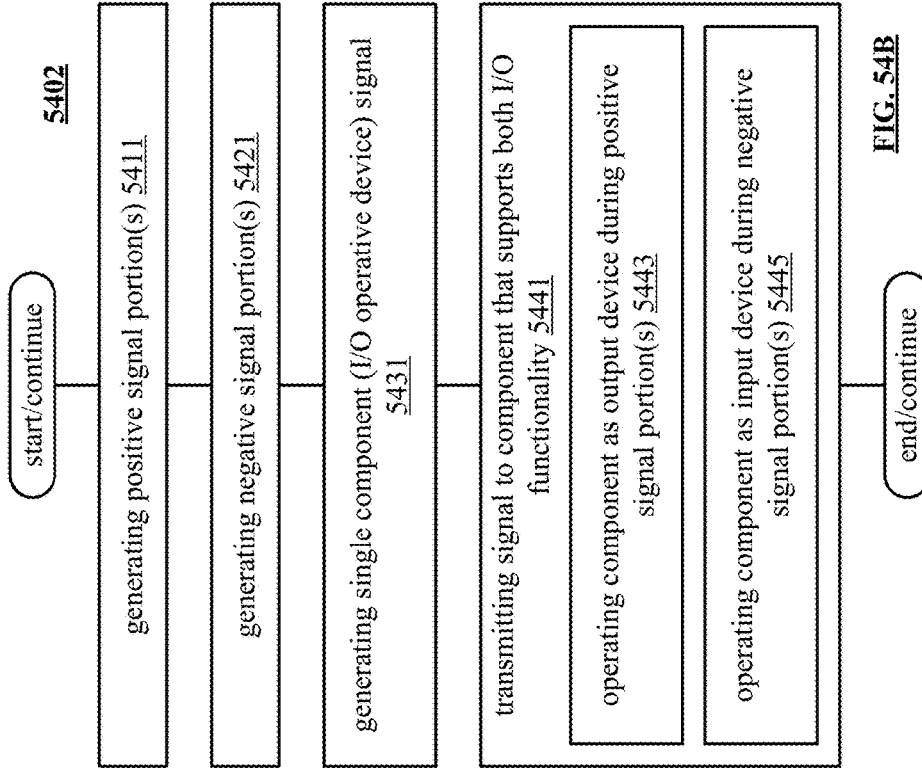 5402
start/continue
generating positive signal portion(s) 5411
generating negative signal portion(s) 5421
generating single component (I/O operative device) signal
5431
transmitting signal to component that supports both I/O
functionality 5441
operating component as output device during positive
signal portion(s) 5443
operating component as input device during negative
signal portion(s) 5445
end/continue
FIG. 54B